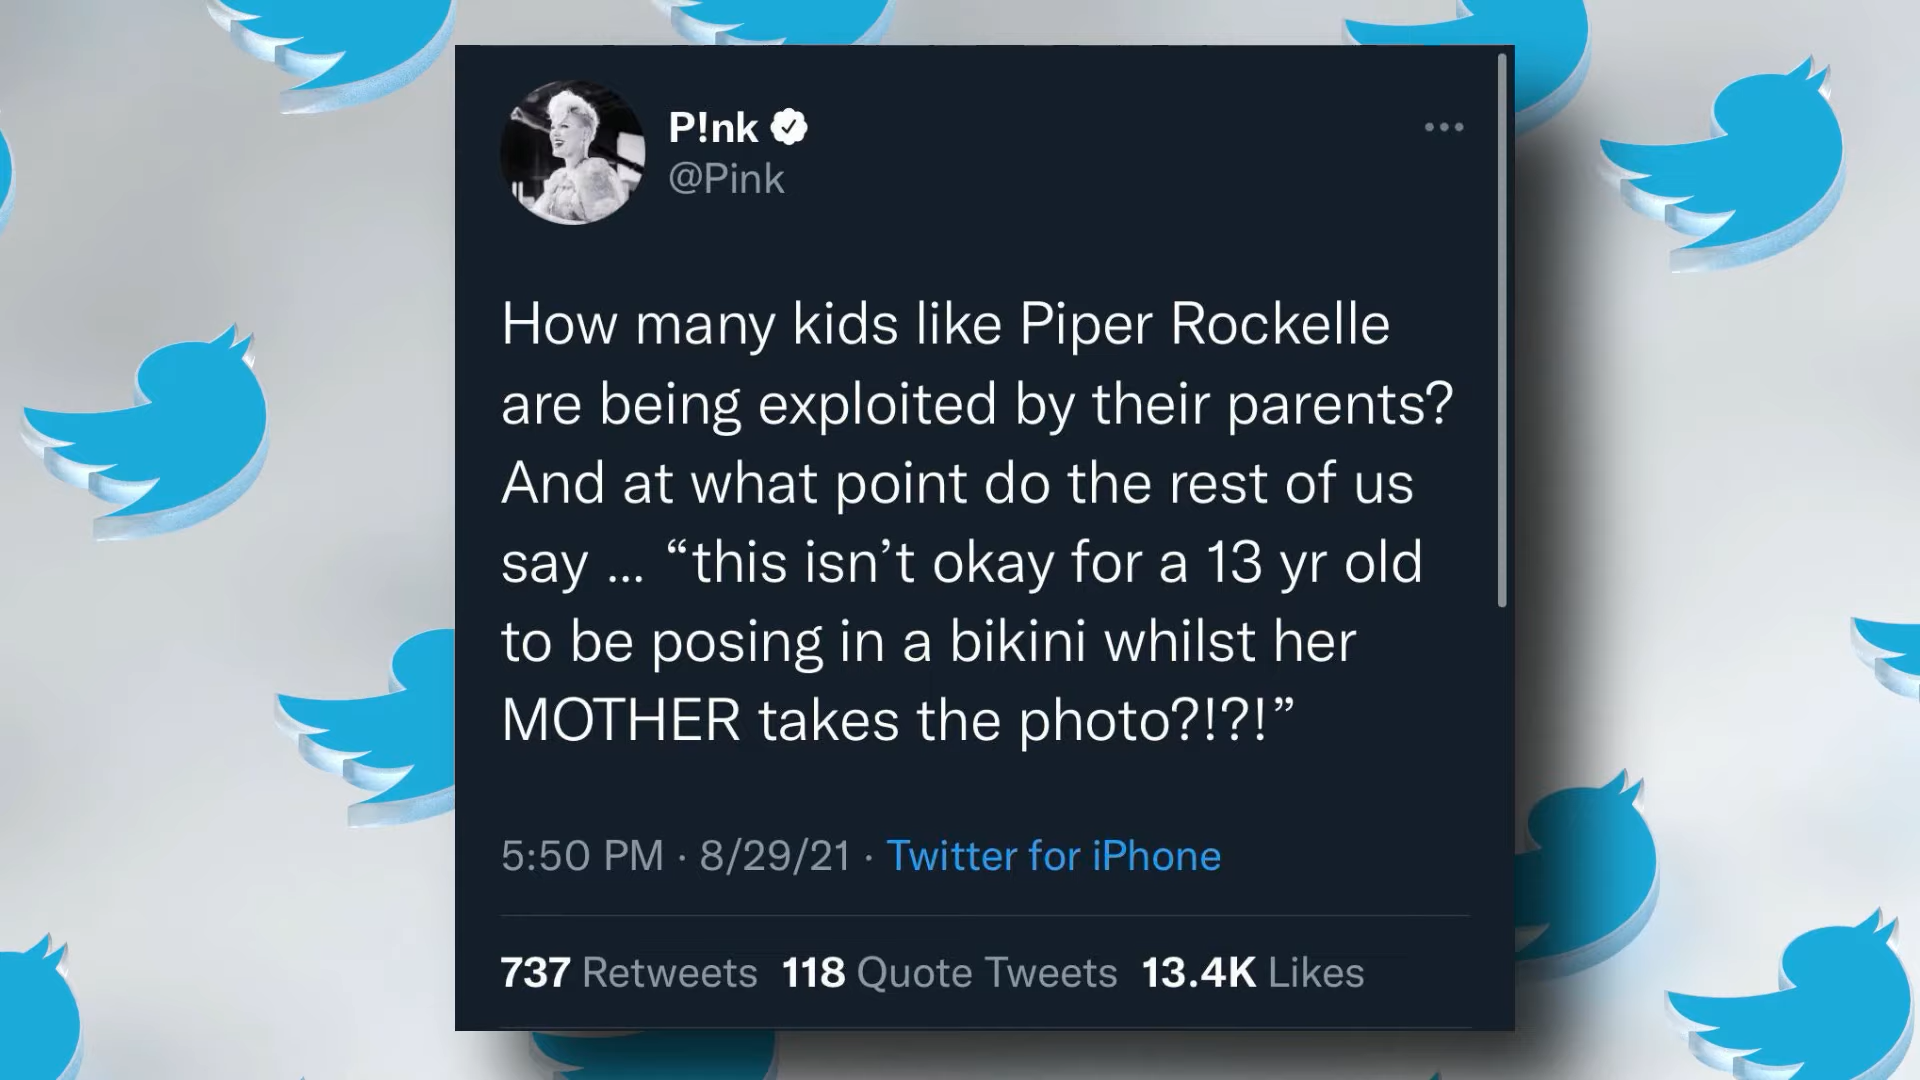 P!nk
@Pink
How many kids like Piper Rockelle
are being exploited by their parents?
And at what point do the rest of us
say ... “this isn’t okay for a 13 yr old
to be posing in a bikini whilst her
MOTHER takes the photo?!?!”
5:50 PM · 8/29/21 · Twitter for iPhone
737 Retweets 118 Quote Tweets 13.4K Likes